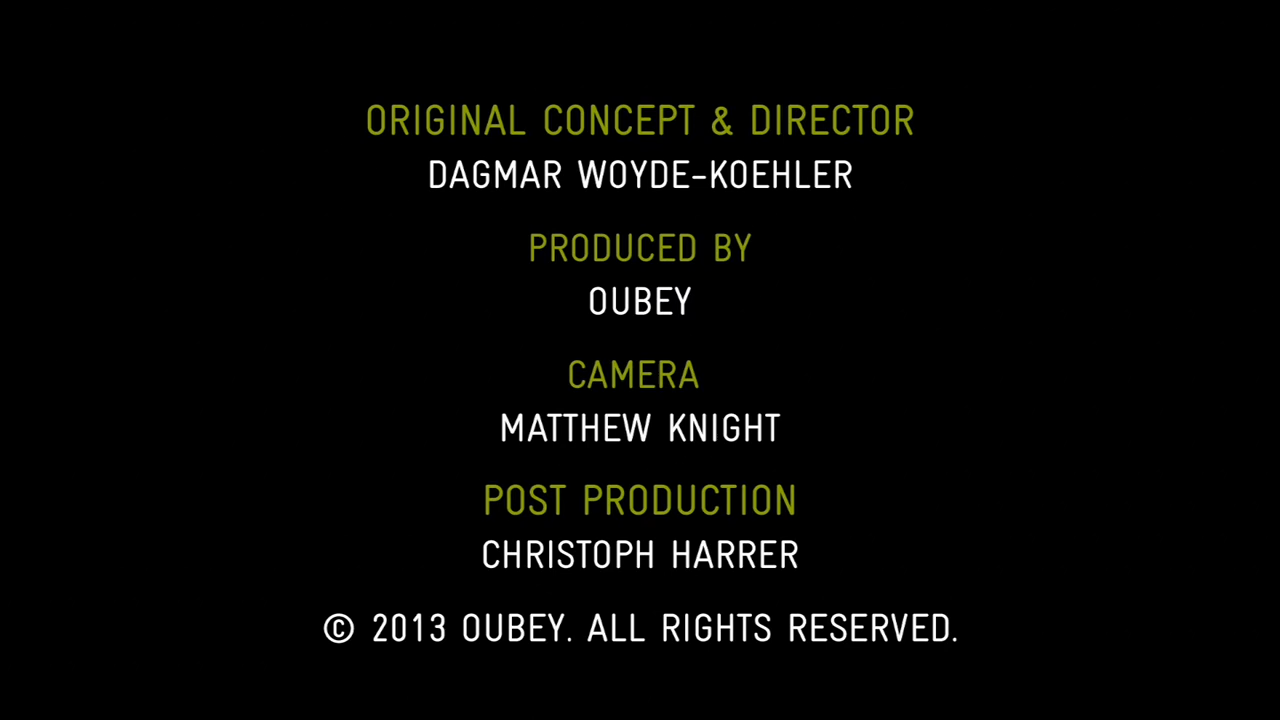 ORIGINAL CONCEPT & DIRECTOR
DAGMAR WOYDE-KOEHLER
PRODUCED BY
OUBEY
CAMERA
MATTHEW KNIGHT
POST PRODUCTION
CHRISTOPH HARRER
© 2013 OUBEY. ALL RIGHTS RESERVED.